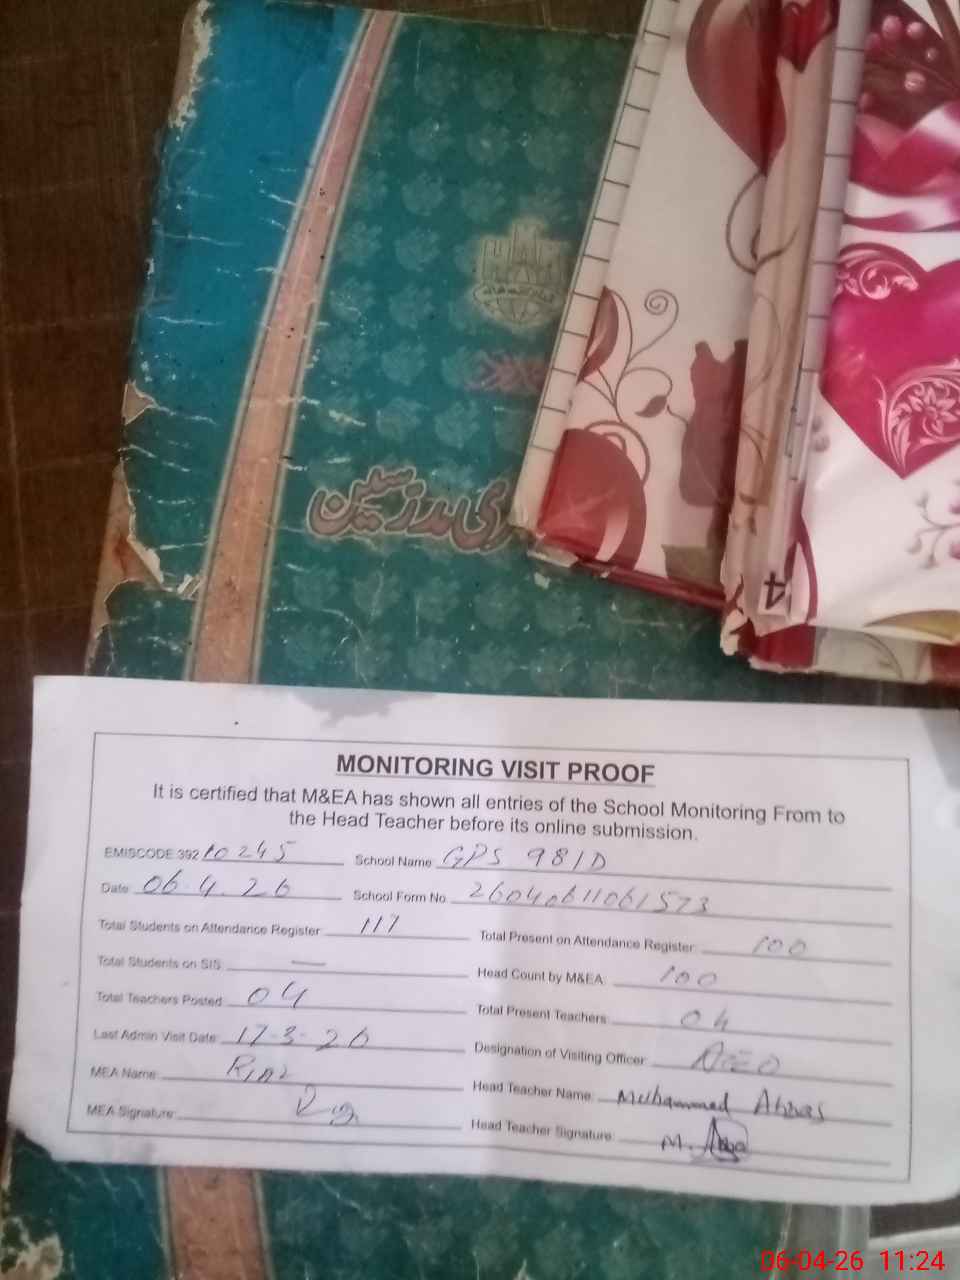 مدرسین
4
MONITORING VISIT PROOF
It is certified that M&EA has shown all entries of the School Monitoring From to
the Head Teacher before its online submission.
EMISCODE 392 10245 School Name GPS 981D
Date: 06.4.26 School Form No. 26040611061573
Total Students on Attendance Register: 117 Total Present on Attendance Register: 100
Total Students on SIS: — Head Count by M&EA: 100
Total Teachers Posted: 04 Total Present Teachers: 04
Last Admin Visit Date: 17-3-26 Designation of Visiting Officer: AEO
MEA Name: Riaz Head Teacher Name: Muhammad Abbas
MEA Signature: Head Teacher Signature: M.
06-04-26 11:24